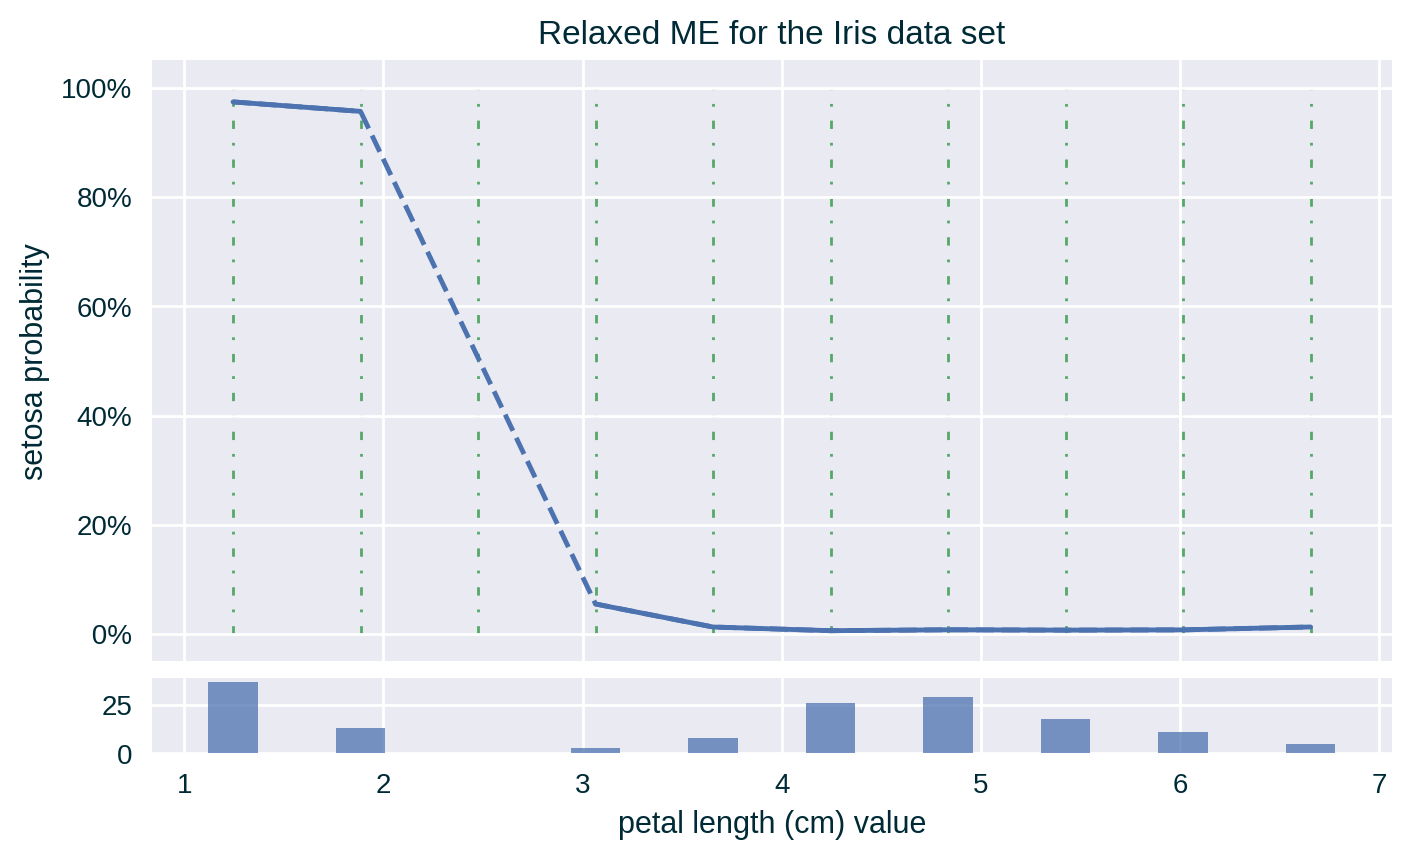 Relaxed ME for the Iris data set
100%
80%
60%
40%
20%
0%
setosa probability
25
0
1 2 3 4 5 6 7
petal length (cm) value